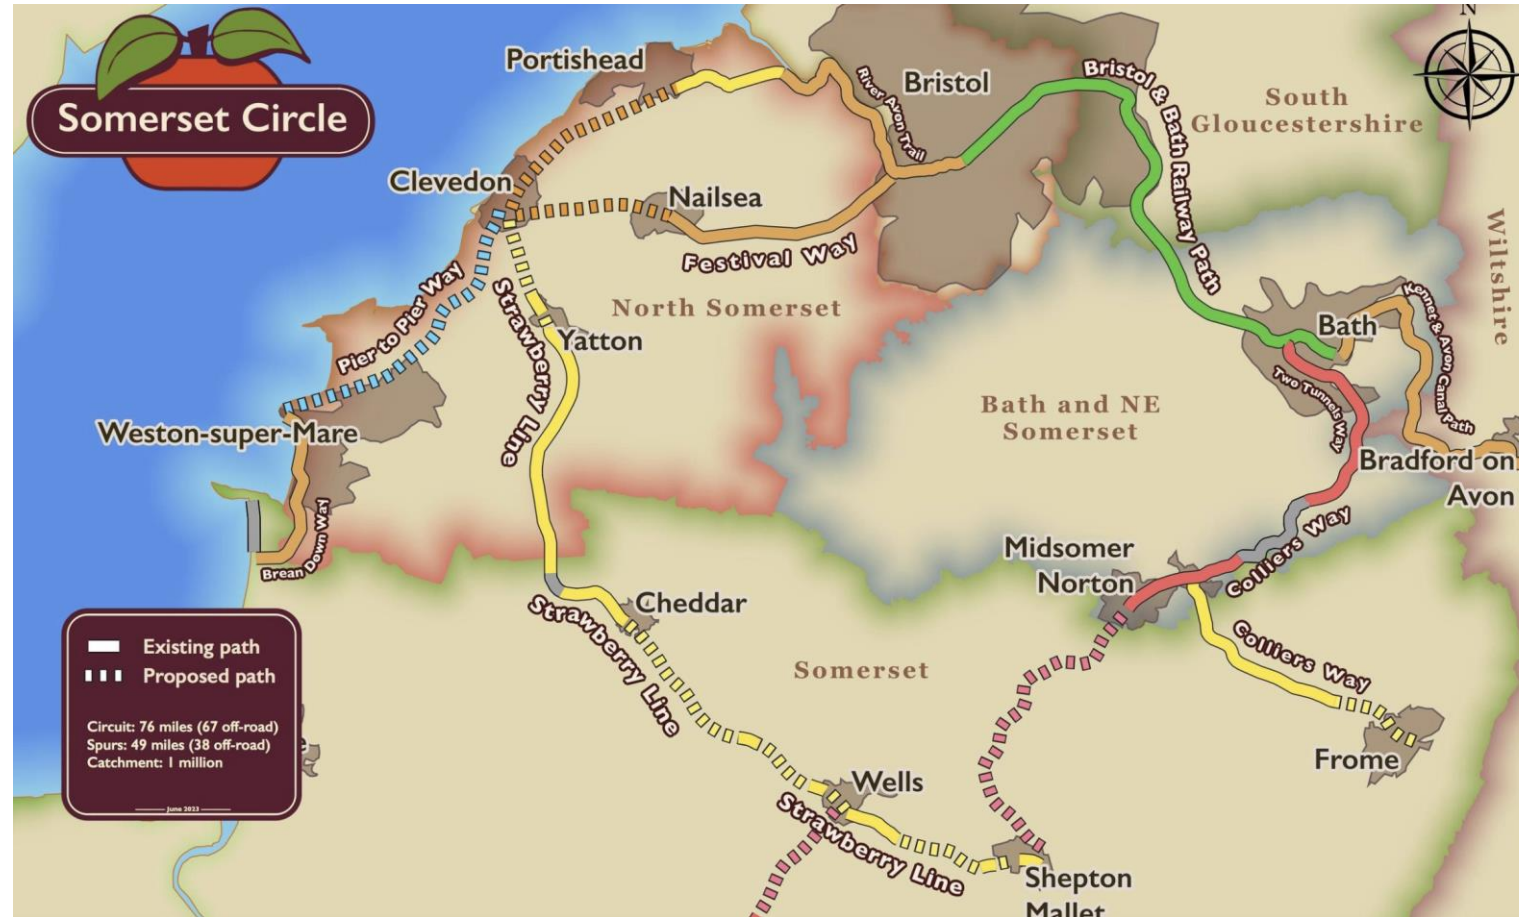 N
Somerset Circle
Portishead
Bristol
River Avon Trail
Bristol & Bath Railway Path
South
Gloucestershire
Clevedon
Nailsea
Festival Way
Wiltshire
Pier to Pier Way
Strawberry Line
North Somerset
Yatton
Bath
Kennet & Avon Canal Path
Two Tunnels Way
Weston-super-Mare
Bath and NE
Somerset
Bradford on
Avon
Brean Down Way
Midsomer
Norton
Colliers Way
Strawberry Line
Cheddar
Colliers Way
Somerset
Existing path
Proposed path
Circuit: 76 miles (67 off-road)
Spurs: 49 miles (38 off-road)
Catchment: 1 million
June 2023
Frome
Wells
Strawberry Line
Shepton
Mallet